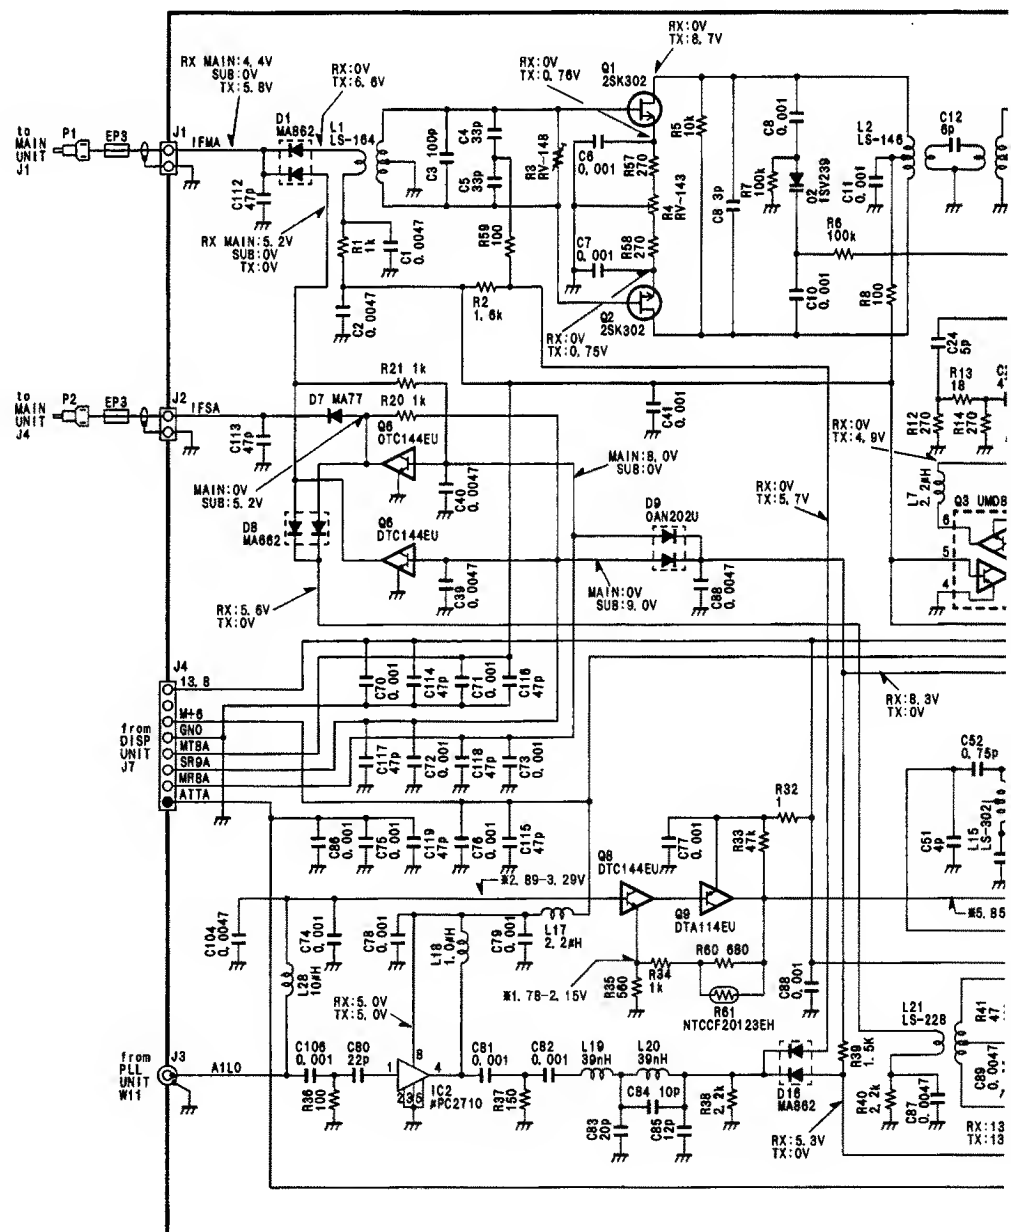 RX:0V
TX:8.7V
RX MAIN:4.4V
SUB:0V
TX:5.8V
RX:0V
TX:6.6V
RX:0V
TX:0.76V
Q1
2SK302
to
MAIN
UNIT
J1
P1
EP3
J1
IFMA
D1
MA862
L1
LS-164
C112
47p
C3 100p
C4
33p
C5
33p
R3
RV-148
C6
0.001
R57
270
R4
RV-143
R58
270
C7
0.001
R5
10k
C8 3p
C8
0.001
R7
100k
D2
1SV239
C11
0.001
L2
LS-146
C12
6p
R6
100k
C10
0.001
R8
100
RX MAIN:5.2V
SUB:0V
TX:0V
R1
1k
C1
0.0047
R59
100
C2
0.0047
R2
1.6k
Q2
2SK302
RX:0V
TX:0.75V
C24
5p
R13
18
R12
270
R14
270
to
MAIN
UNIT
J4
P2
EP3
J2
IFSA
C113
47p
R21 1k
D7 MA77
R20 1k
Q6
DTC144EU
C41
0.001
RX:0V
TX:4.9V
L7
2.2μH
Q3 UMD8
6
5
4
MAIN:0V
SUB:5.2V
MAIN:8.0V
SUB:0V
C40
0.0047
RX:0V
TX:5.7V
D8
MA662
Q6
DTC144EU
D9
DAN202U
C39
0.0047
C88
0.0047
MAIN:0V
SUB:9.0V
RX:5.6V
TX:0V
J4
13.8
M+6
GND
MT8A
SR9A
MR8A
ATTA
from
DISP
UNIT
J7
C70
0.001
C114
47p
C71
0.001
C116
47p
C117
47p
C72
0.001
C118
47p
C73
0.001
RX:8.3V
TX:0V
C52
0.75p
C51
4p
L15
LS-302
C86
0.001
C75
0.001
C119
47p
C76
0.001
C115
47p
C77
0.001
R33
47k
R32
1
※2.89-3.29V
Q8
DTC144EU
Q9
DTA114EU
※5.85
C104
0.0047
C74
0.001
C78
0.001
L18
1.0μH
C79
0.001
L17
2.2μH
L28
10μH
※1.78-2.15V
R35
560
R34
1k
R60 680
R61
NTCCF20123EH
C88
0.001
RX:5.0V
TX:5.0V
L21
LS-228
R41
47
from
PLL
UNIT
W11
J3
A1LO
C106
0.001
C80
22p
R36
100
1
8
4
2
3
5
IC2
μPC2710
C81
0.001
R37
150
C82
0.001
L19
39nH
L20
39nH
C84 10p
C83
20p
C85
12p
R38
2.2k
D16
MA862
R39
1.5K
R40
2.2k
C87
0.0047
C89
0.0047
RX:5.3V
TX:0V
RX:13
TX:13